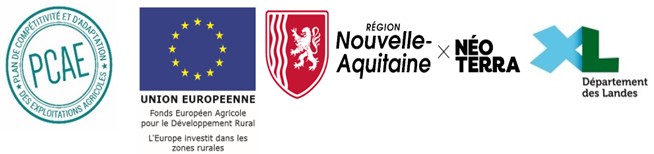 PLAN DE COMPÉTITIVITÉ ET D'ADAPTATION
PCAE
DES EXPLOITATIONS AGRICOLES
UNION EUROPEENNE
Fonds Européen Agricole
pour le Développement Rural
L'Europe investit dans les
zones rurales
RÉGION
Nouvelle-
Aquitaine
×
NÉO
TERRA
XL
Département
des Landes